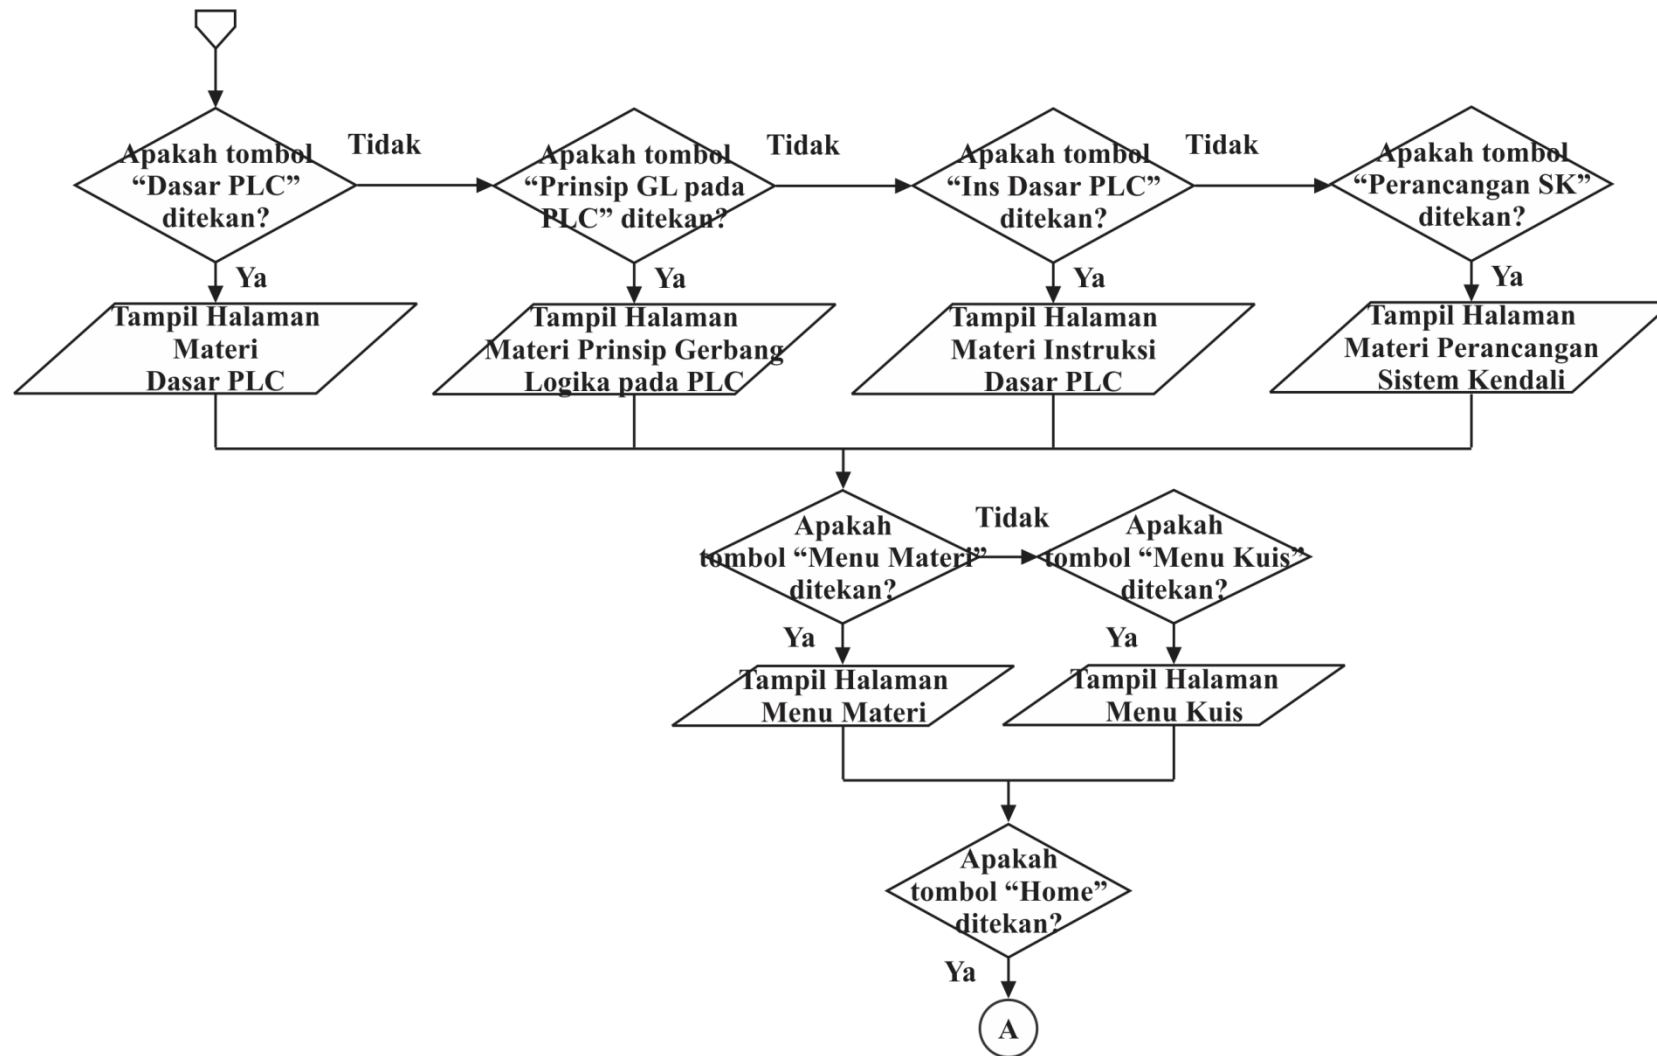 Apakah tombol
“Dasar PLC”
ditekan?
Tidak
Apakah tombol
“Prinsip GL pada
PLC” ditekan?
Tidak
Apakah tombol
“Ins Dasar PLC”
ditekan?
Tidak
Apakah tombol
“Perancangan SK”
ditekan?
Ya
Ya
Ya
Ya
Tampil Halaman
Materi
Dasar PLC
Tampil Halaman
Materi Prinsip Gerbang
Logika pada PLC
Tampil Halaman
Materi Instruksi
Dasar PLC
Tampil Halaman
Materi Perancangan
Sistem Kendali
Apakah
tombol “Menu Materi”
ditekan?
Tidak
Apakah
tombol “Menu Kuis”
ditekan?
Ya
Ya
Tampil Halaman
Menu Materi
Tampil Halaman
Menu Kuis
Apakah
tombol “Home”
ditekan?
Ya
A